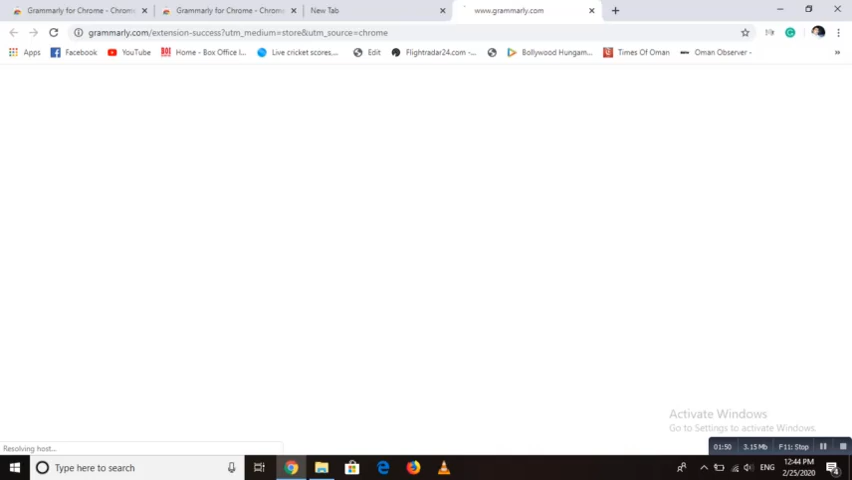 Grammarly for Chrome - Chrome
Grammarly for Chrome - Chrome
New Tab
www.grammarly.com
grammarly.com/extension-success?utm_medium=store&utm_source=chrome
Apps
Facebook
YouTube
Home - Box Office I...
Live cricket scores,...
Edit
Flightradar24.com -...
Bollywood Hungam...
Times Of Oman
Oman Observer -
»
Activate Windows
Go to Settings to activate Windows.
01:50 3.15 Mb F11: Stop
Resolving host...
Type here to search
ENG
12:44 PM
2/25/2020
4